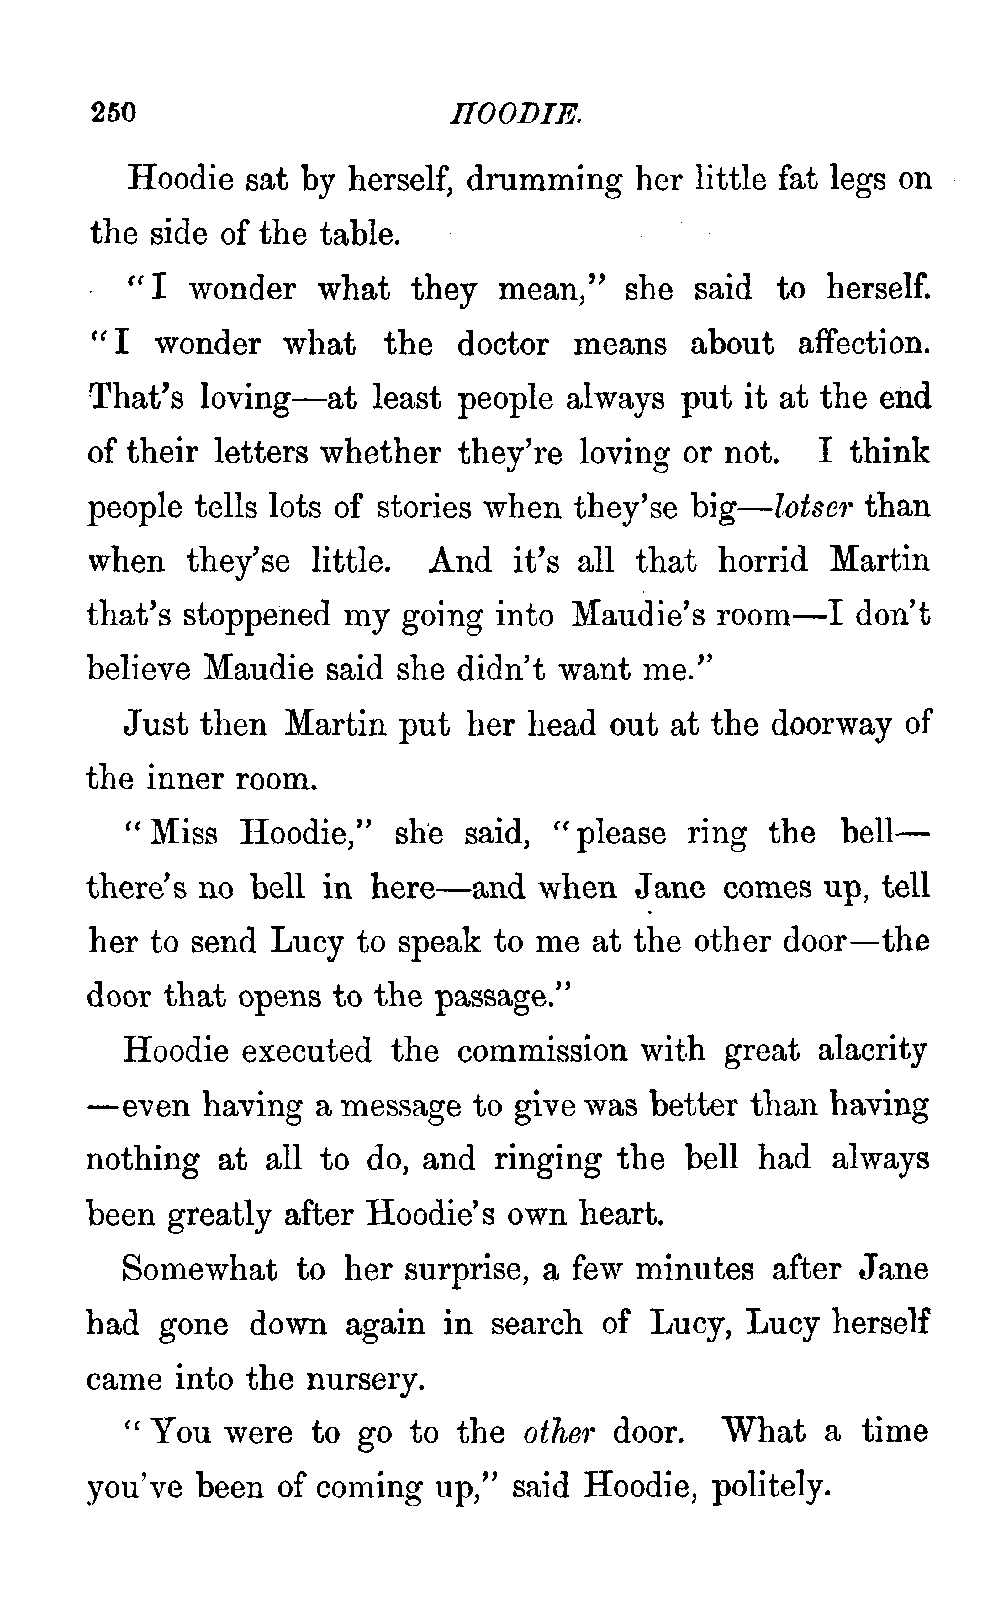 250 HOODIE.
Hoodie sat by herself, drumming her little fat legs on
the side of the table.
"I wonder what they mean," she said to herself.
"I wonder what the doctor means about affection.
That's loving—at least people always put it at the end
of their letters whether they're loving or not. I think
people tells lots of stories when they'se big—lotser than
when they'se little. And it's all that horrid Martin
that's stoppened my going into Maudie's room—I don't
believe Maudie said she didn't want me."
Just then Martin put her head out at the doorway of
the inner room.
"Miss Hoodie," she said, "please ring the bell—
there's no bell in here—and when Jane comes up, tell
her to send Lucy to speak to me at the other door—the
door that opens to the passage."
Hoodie executed the commission with great alacrity
—even having a message to give was better than having
nothing at all to do, and ringing the bell had always
been greatly after Hoodie's own heart.
Somewhat to her surprise, a few minutes after Jane
had gone down again in search of Lucy, Lucy herself
came into the nursery.
"You were to go to the other door. What a time
you've been of coming up," said Hoodie, politely.